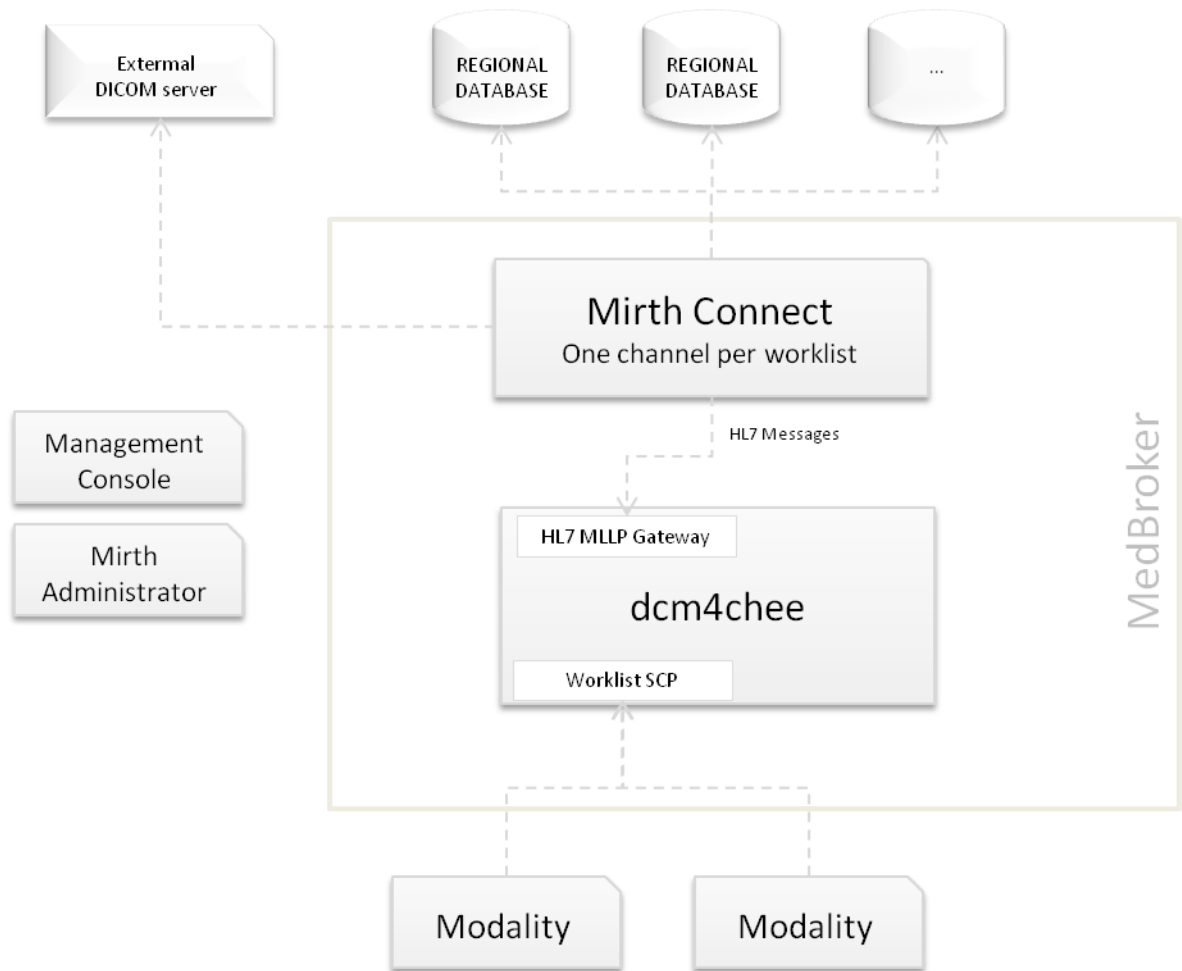 Extermal
DICOM server
REGIONAL
DATABASE
REGIONAL
DATABASE
...
Mirth Connect
One channel per worklist
HL7 Messages
Management
Console
Mirth
Administrator
HL7 MLLP Gateway
dcm4chee
Worklist SCP
MedBroker
Modality
Modality